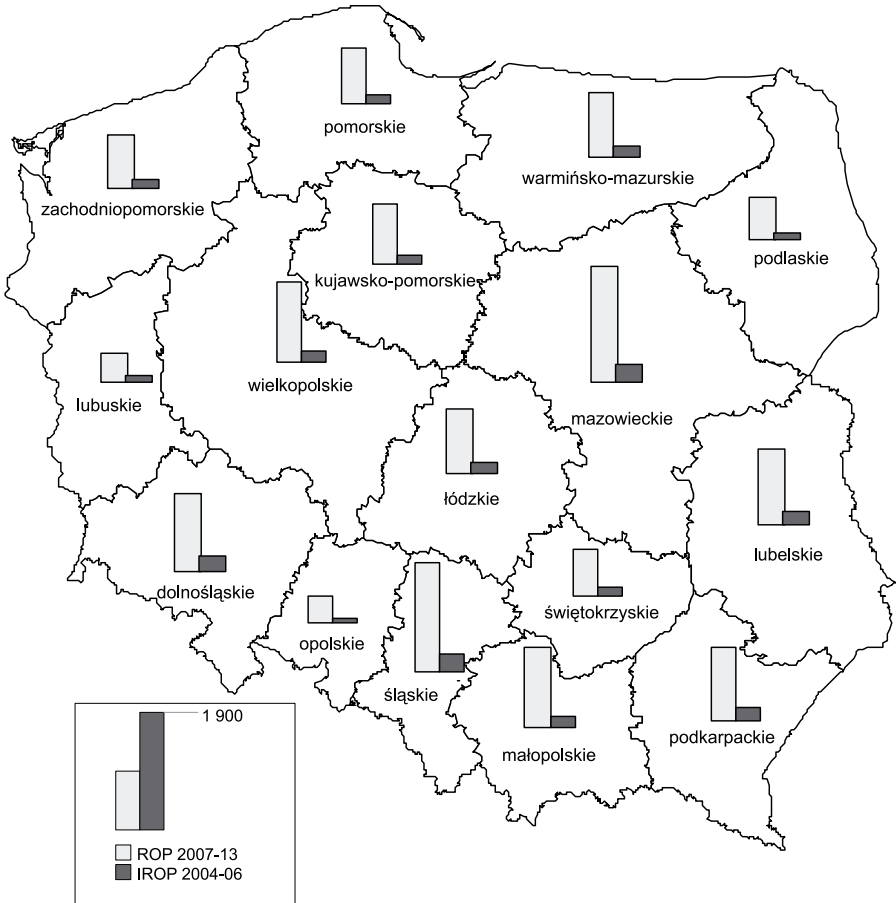 pomorskie
warmińsko-mazurskie
zachodniopomorskie
podlaskie
kujawsko-pomorskie
lubuskie
wielkopolskie
mazowieckie
łódzkie
lubelskie
dolnośląskie
świętokrzyskie
opolskie
śląskie
małopolskie
podkarpackie
1 900
ROP 2007-13
IROP 2004-06